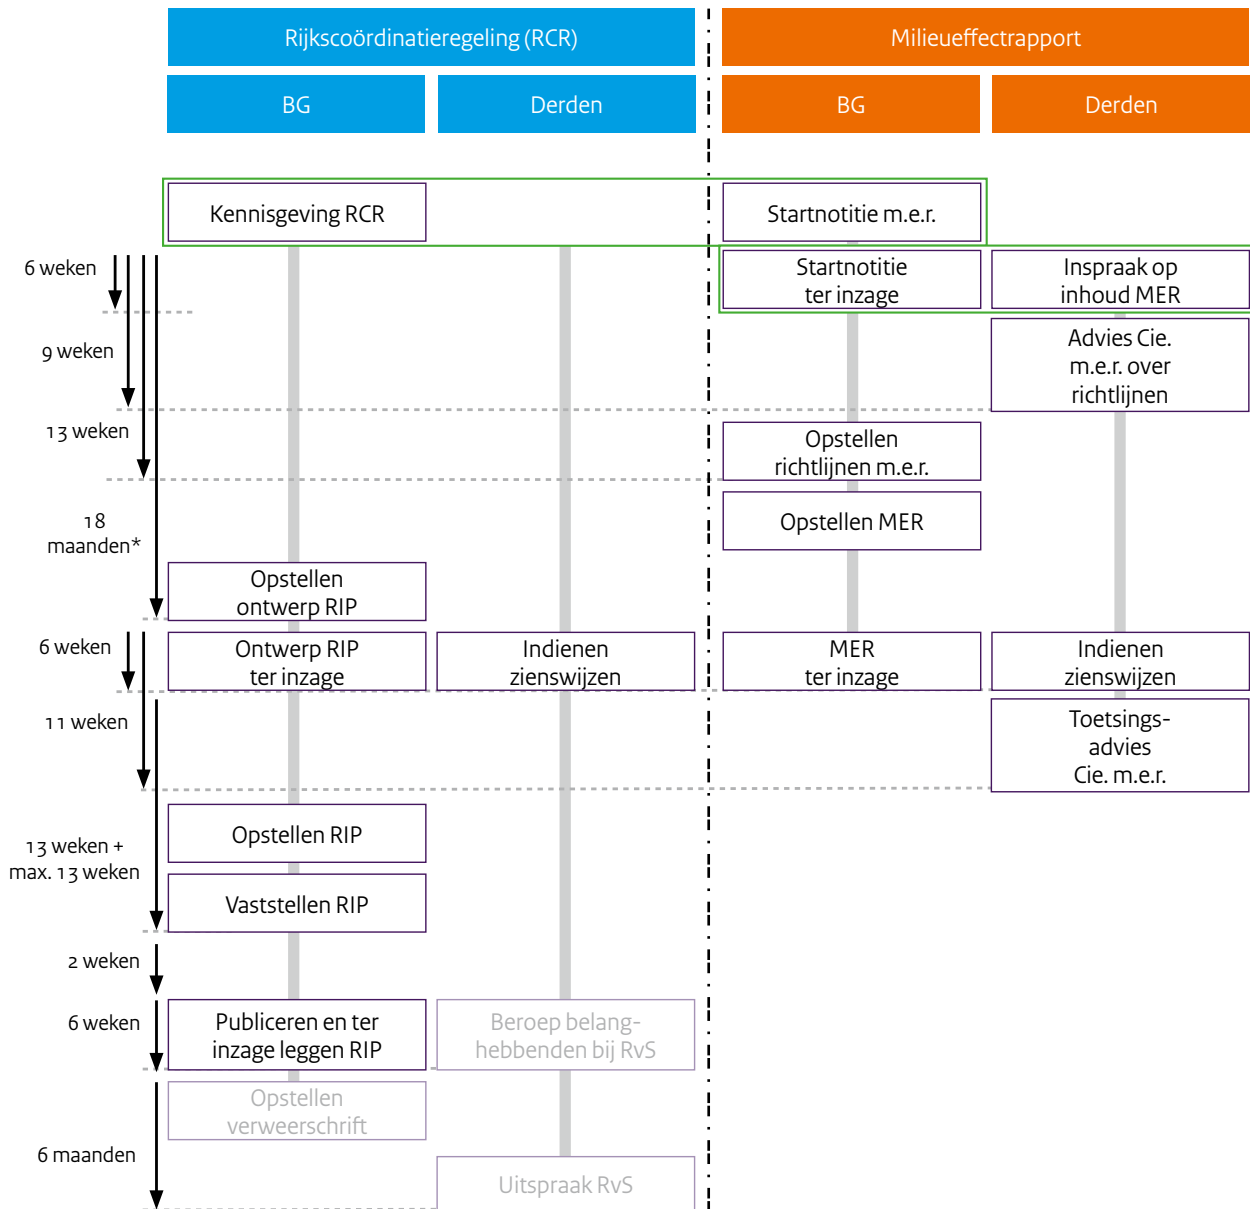 Rijkscoördinatieregeling (RCR)
Milieueffectrapport
BG
Derden
BG
Derden
Kennisgeving RCR
Startnotitie m.e.r.
6 weken
Startnotitie
ter inzage
Inspraak op
inhoud MER
9 weken
Advies Cie.
m.e.r. over
richtlijnen
13 weken
Opstellen
richtlijnen m.e.r.
18
maanden*
Opstellen MER
Opstellen
ontwerp RIP
6 weken
Ontwerp RIP
ter inzage
Indienen
zienswijzen
MER
ter inzage
Indienen
zienswijzen
11 weken
Toetsings-
advies
Cie. m.e.r.
13 weken +
max. 13 weken
Opstellen RIP
Vaststellen RIP
2 weken
6 weken
Publiceren en ter
inzage leggen RIP
Beroep belang-
hebbenden bij RvS
Opstellen
verweerschrift
6 maanden
Uitspraak RvS